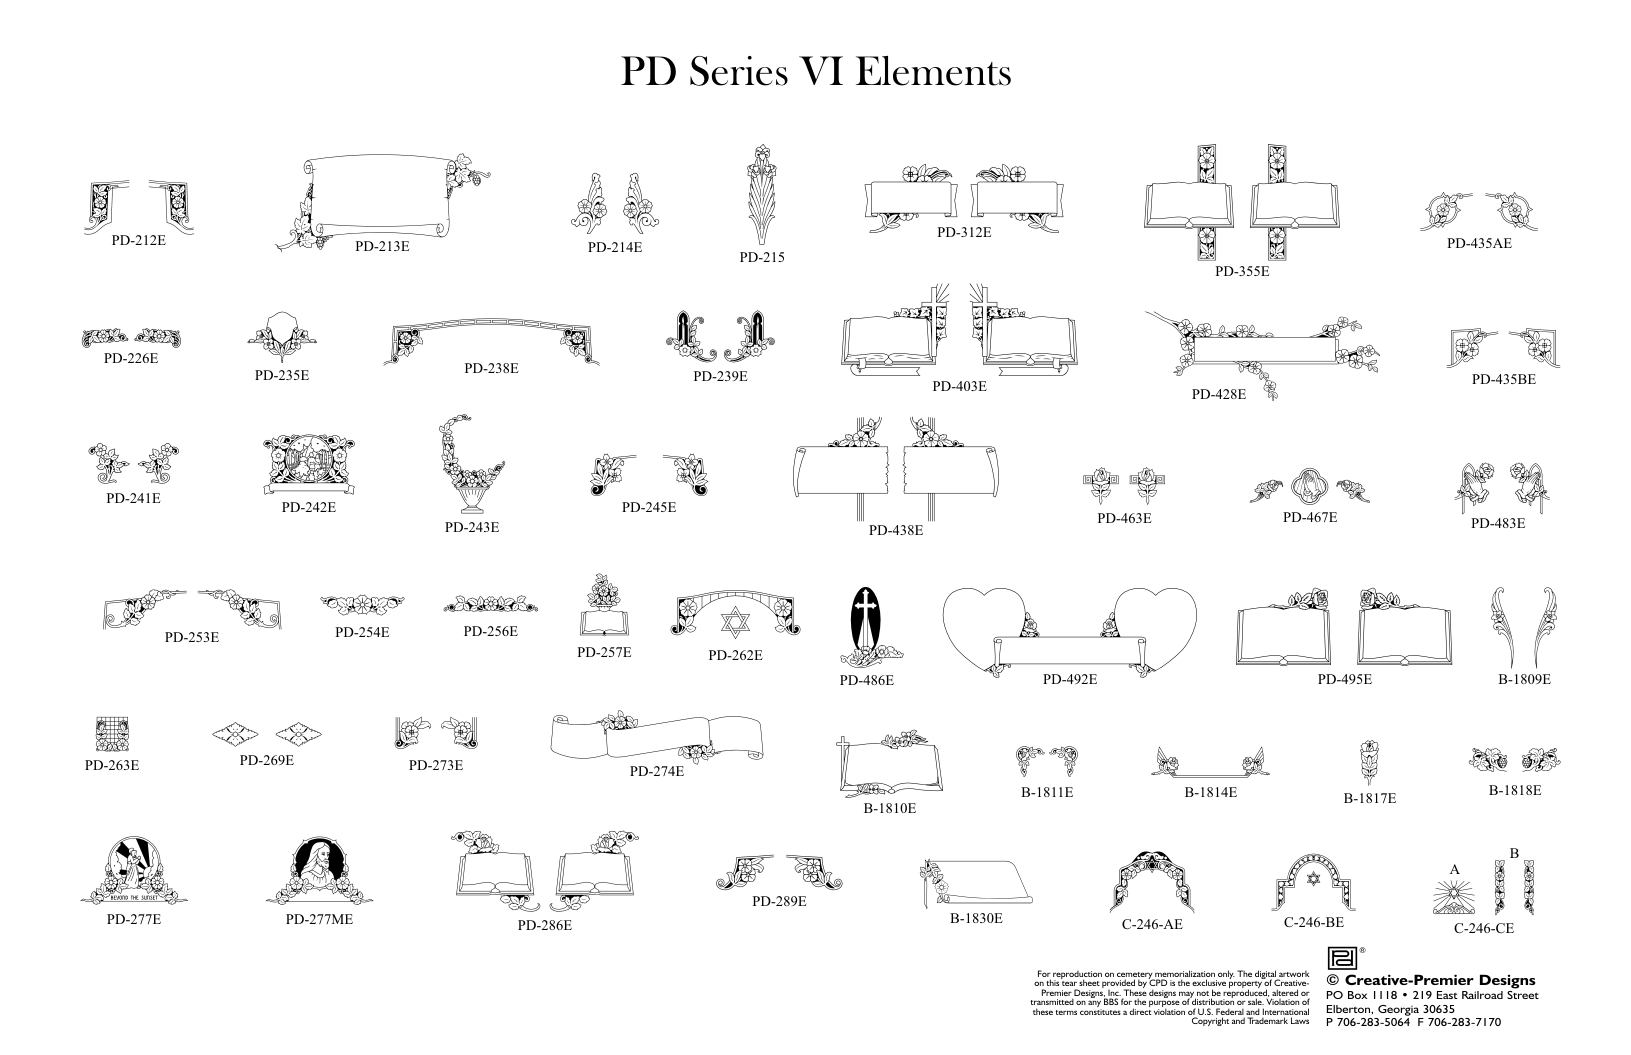 PD Series VI Elements
PD-212E
PD-213E
PD-214E
PD-215
PD-312E
PD-355E
PD-435AE
PD-226E
PD-235E
PD-238E
PD-239E
PD-403E
PD-428E
PD-435BE
PD-241E
PD-242E
PD-243E
PD-245E
PD-438E
PD-463E
PD-467E
PD-483E
PD-253E
PD-254E
PD-256E
PD-257E
PD-262E
PD-486E
PD-492E
PD-495E
B-1809E
PD-263E
PD-269E
PD-273E
PD-274E
B-1810E
B-1811E
B-1814E
B-1817E
B-1818E
BEYOND THE SUNSET
PD-277E
PD-277ME
PD-286E
PD-289E
B-1830E
C-246-AE
C-246-BE
A
B
C-246-CE
For reproduction on cemetery memorialization only. The digital artwork
on this tear sheet provided by CPD is the exclusive property of Creative-
Premier Designs, Inc. These designs may not be reproduced, altered or
transmitted on any BBS for the purpose of distribution or sale. Violation of
these terms constitutes a direct violation of U.S. Federal and International
Copyright and Trademark Laws
®
© Creative-Premier Designs
PO Box 1118 • 219 East Railroad Street
Elberton, Georgia 30635
P 706-283-5064 F 706-283-7170